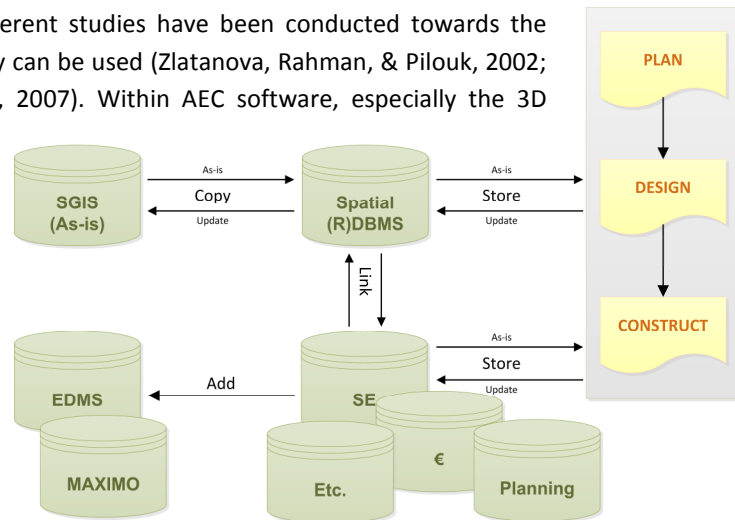 erent studies have been conducted towards the
y can be used (Zlatanova, Rahman, & Pilouk, 2002;
, 2007). Within AEC software, especially the 3D
PLAN
As-is
As-is
SGIS
(As-is)
Copy
Spatial
(R)DBMS
Store
DESIGN
Update
Update
Link
CONSTRUCT
As-is
Store
EDMS
Add
SE
Update
MAXIMO
Etc.
€
Planning